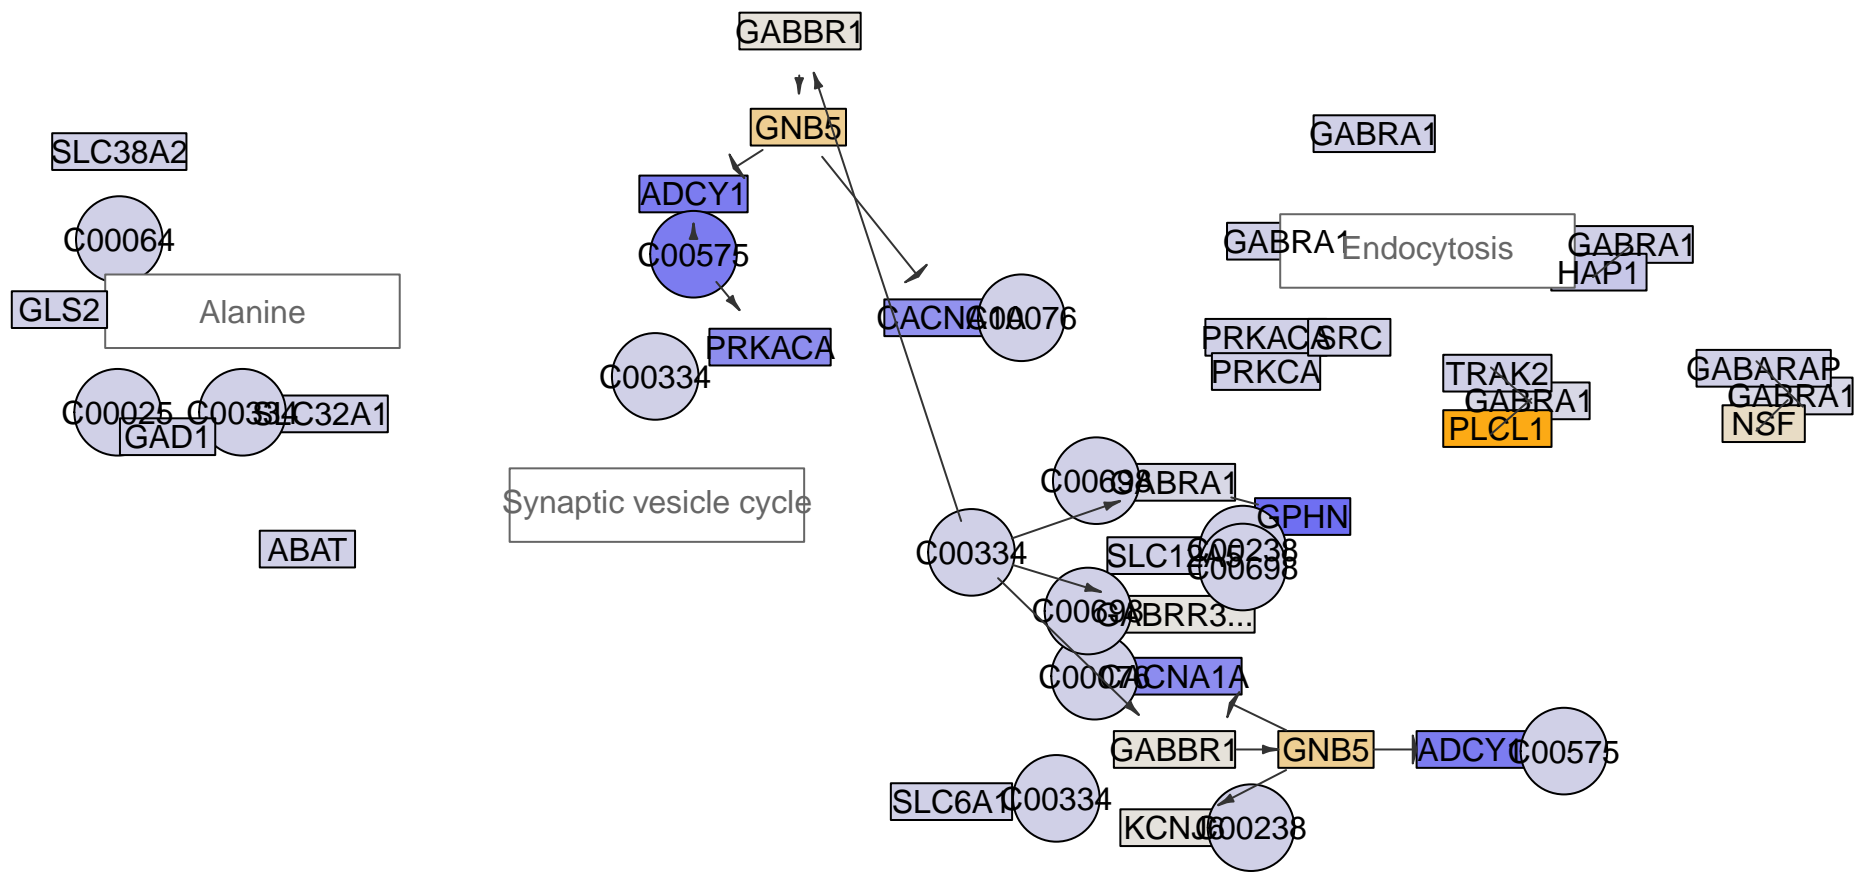 GABBR1
GNB5
GABRA1
SLC38A2
ADCY1
C00064
C00575
GABRA1
Endocytosis
GABRA1
HAP1
GLS2
Alanine
CACNA1A
C00076
PRKACA
PRKACA
SRC
C00334
PRKCA
TRAK2
GABARAP
GABRA1
GABRA1
C00025
C00334
SLC32A1
GAD1
PLCL1
NSF
C00698
GABRA1
Synaptic vesicle cycle
GPHN
ABAT
C00334
SLC12A5
C00238
C00698
C00698
GABRR3...
C00076
CACNA1A
GABBR1
GNB5
ADCY1
C00575
SLC6A1
C00334
KCNJ6
C00238